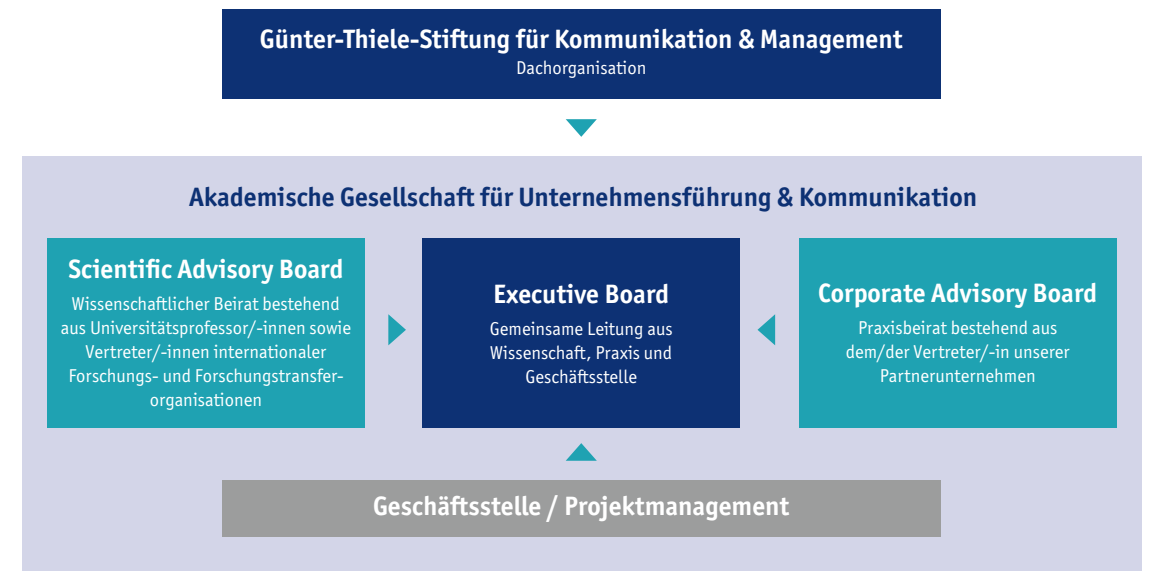 Günter-Thiele-Stiftung für Kommunikation & Management
Dachorganisation
Akademische Gesellschaft für Unternehmensführung & Kommunikation
Scientific Advisory Board
Wissenschaftlicher Beirat bestehend
aus Universitätsprofessor/-innen sowie
Vertreter/-innen internationaler
Forschungs- und Forschungstransfer-
organisationen
Executive Board
Gemeinsame Leitung aus
Wissenschaft, Praxis und
Geschäftsstelle
Corporate Advisory Board
Praxisbeirat bestehend aus
dem/der Vertreter/-in unserer
Partnerunternehmen
Geschäftsstelle / Projektmanagement